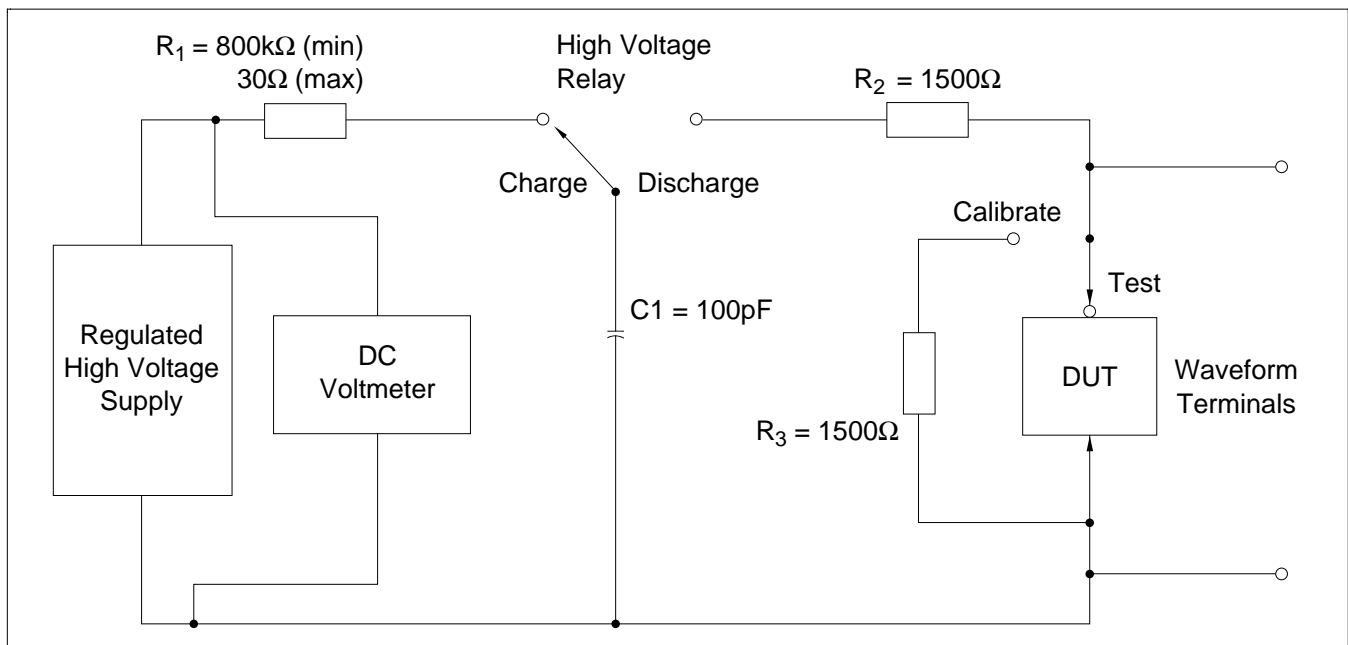 R1 = 800kΩ (min)
30Ω (max)
High Voltage
Relay
R2 = 1500Ω
Charge
Discharge
Calibrate
Test
C1 = 100pF
Regulated
High Voltage
Supply
DC
Voltmeter
R3 = 1500Ω
DUT
Waveform
Terminals